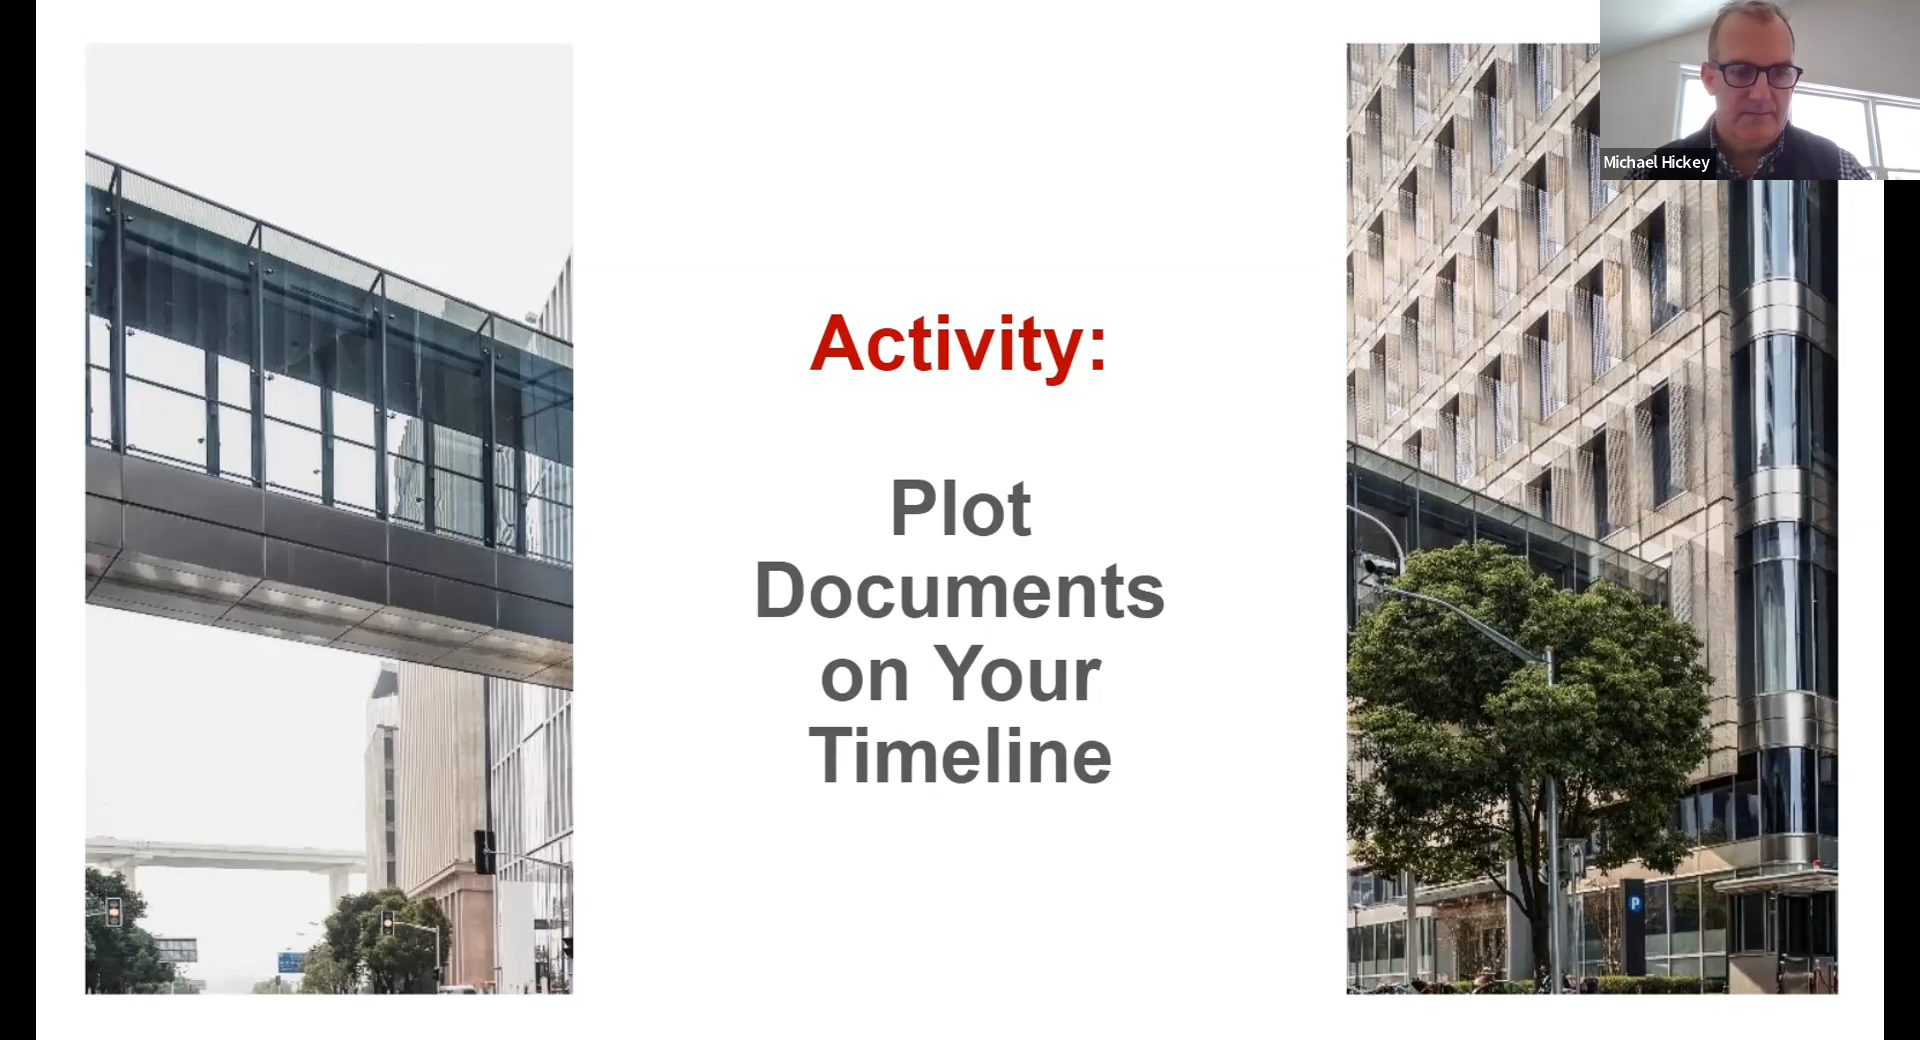 Michael Hickey
Activity:
Plot
Documents
on Your
Timeline
P